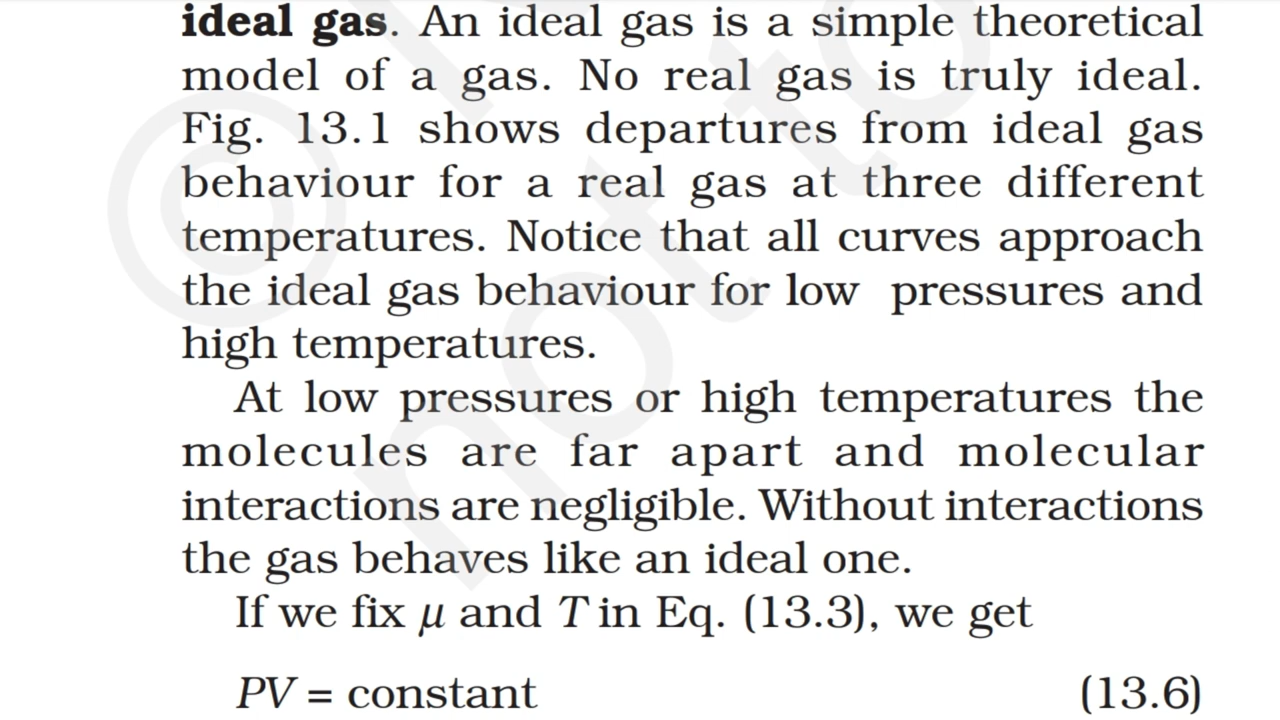 ideal gas. An ideal gas is a simple theoretical
model of a gas. No real gas is truly ideal.
Fig. 13.1 shows departures from ideal gas
behaviour for a real gas at three different
temperatures. Notice that all curves approach
the ideal gas behaviour for low pressures and
high temperatures.
At low pressures or high temperatures the
molecules are far apart and molecular
interactions are negligible. Without interactions
the gas behaves like an ideal one.
If we fix μ and T in Eq. (13.3), we get
PV = constant (13.6)
©
not to